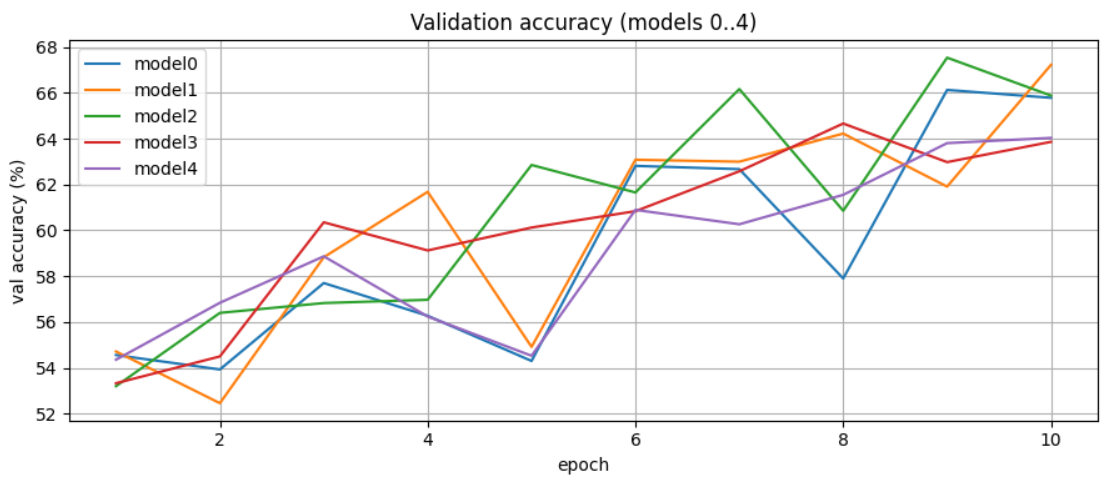 Validation accuracy (models 0..4)
val accuracy (%)
68
66
64
62
60
58
56
54
52
model0
model1
model2
model3
model4
2
4
6
8
10
epoch